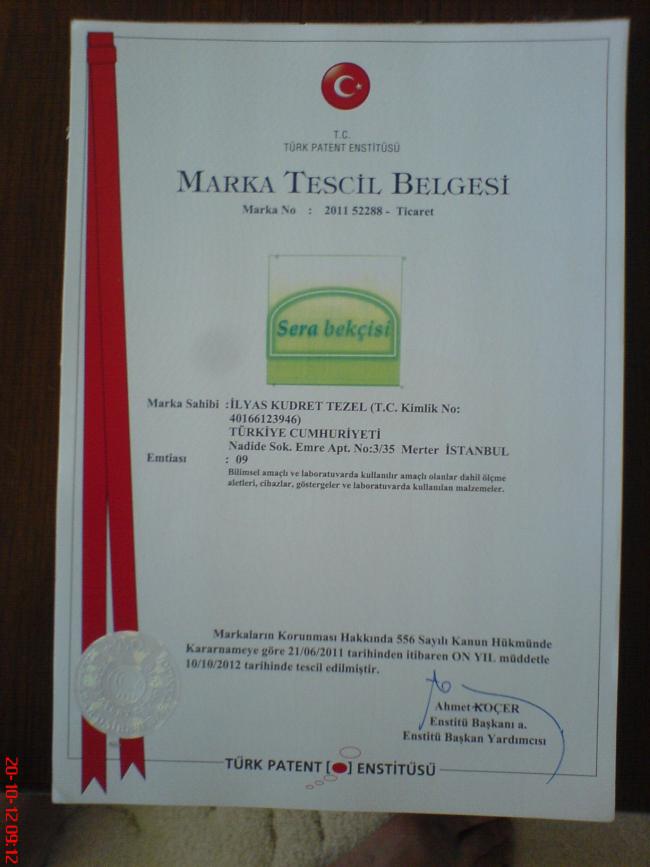 T.C.
TÜRK PATENT ENSTİTÜSÜ
MARKA TESCİL BELGESİ
Marka No : 2011 52288 - Ticaret
Sera bekçisi
Marka Sahibi :İLYAS KUDRET TEZEL (T.C. Kimlik No:
40166123946)
TÜRKİYE CUMHURİYETİ
Nadide Sok. Emre Apt. No:3/35 Merter İSTANBUL
Emtiası : 09
Bilimsel amaçlı ve laboratuvarda kullanılır amaçlı olanlar dahil ölçme
aletleri, cihazlar, göstergeler ve laboratuvarda kullanılan malzemeler.
Markaların Korunması Hakkında 556 Sayılı Kanun Hükmünde
Kararnameye göre 21/06/2011 tarihinden itibaren ON YIL müddetle
10/10/2012 tarihinde tescil edilmiştir.
Ahmet KOÇER
Enstitü Başkanı a.
Enstitü Başkan Yardımcısı
TÜRK PATENT [ ] ENSTİTÜSÜ
20-10-12 09:12